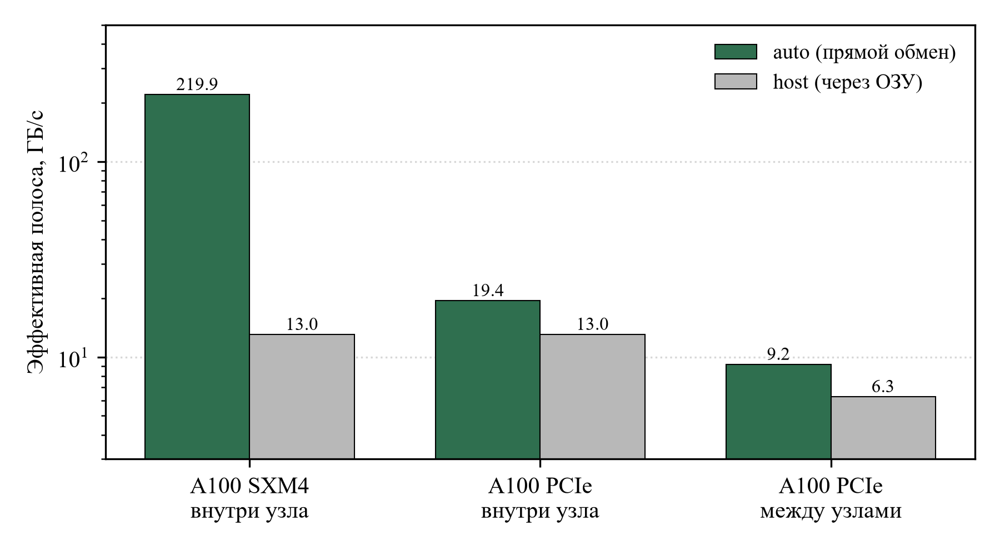 auto (прямой обмен)
host (через ОЗУ)
Эффективная полоса, ГБ/с
10²
10¹
219.9
13.0
19.4
13.0
9.2
6.3
A100 SXM4
внутри узла
A100 PCIe
внутри узла
A100 PCIe
между узлами